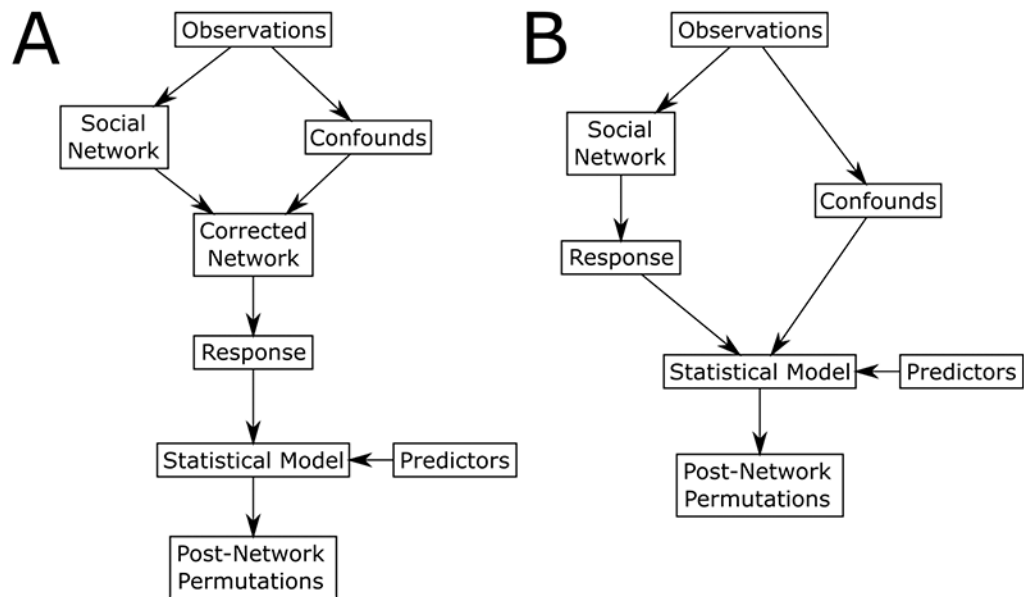 A
Observations
Social
Network
Confounds
Corrected
Network
Response
Statistical Model
Predictors
Post-Network
Permutations
B
Observations
Social
Network
Confounds
Response
Statistical Model
Predictors
Post-Network
Permutations